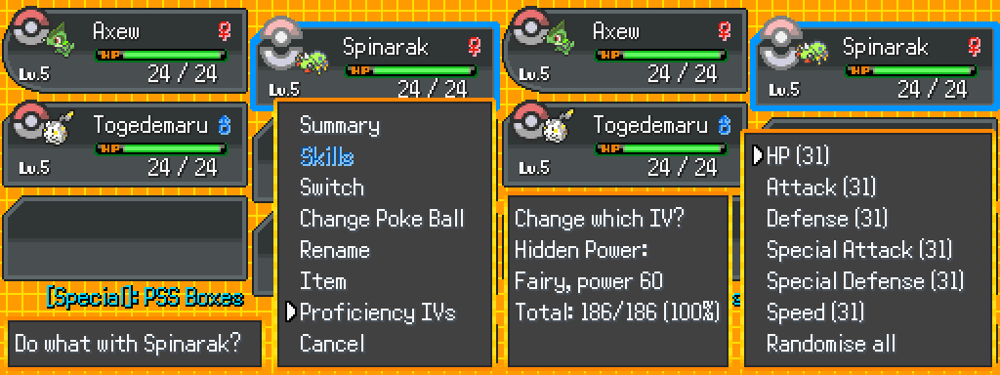 Axew ♀
HP
Lv.5 24/24
Spinarak ♀
HP
Lv.5 24/24
Togedemaru ♂
HP
Lv.5 24/24
Summary
Skills
Switch
Change Poke Ball
Rename
Item
Proficiency IVs
Cancel
[Special]: PSS Boxes
Do what with Spinarak?
Axew ♀
HP
Lv.5 24/24
Spinarak ♀
HP
Lv.5 24/24
Togedemaru ♂
HP
Lv.5 24/24
Change which IV?
Hidden Power:
Fairy, power 60
Total: 186/186 (100%)
HP (31)
Attack (31)
Defense (31)
Special Attack (31)
Special Defense (31)
Speed (31)
Randomise all